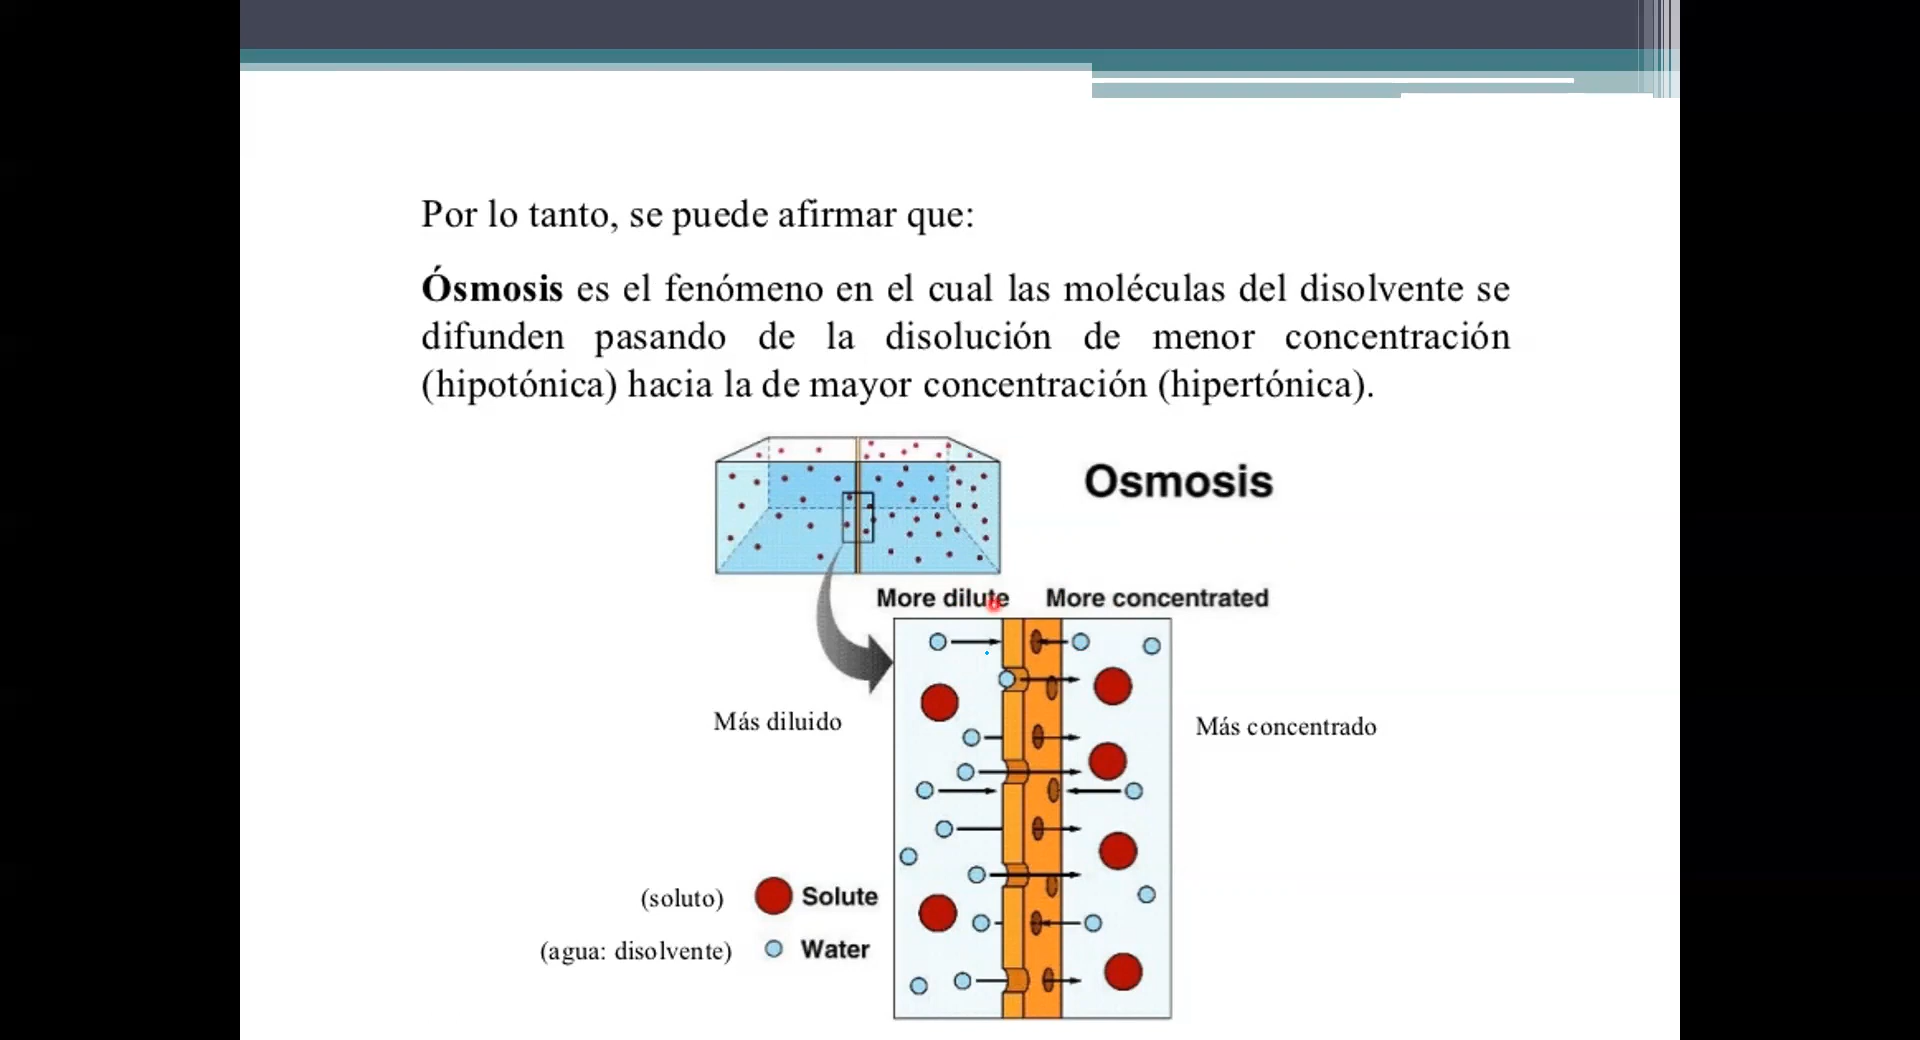 Por lo tanto, se puede afirmar que:
Ósmosis es el fenómeno en el cual las moléculas del disolvente se
difunden pasando de la disolución de menor concentración
(hipotónica) hacia la de mayor concentración (hipertónica).
Osmosis
More dilute More concentrated
Más diluido
Más concentrado
(soluto) Solute
(agua: disolvente) Water